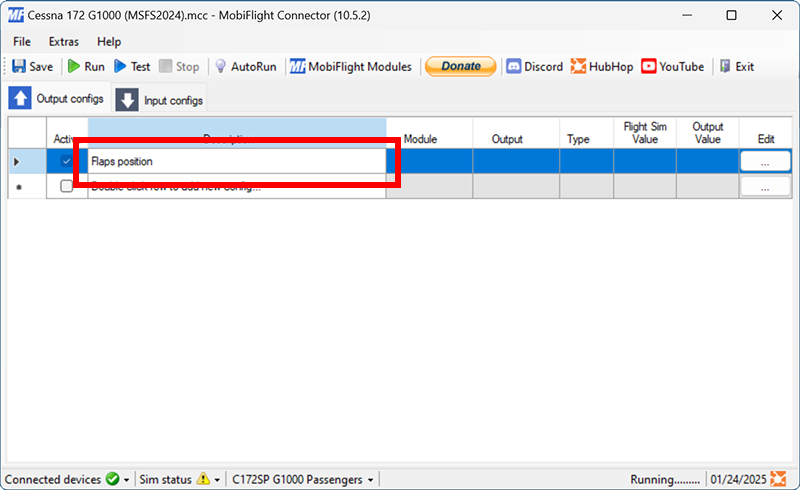 Cessna 172 G1000 (MSFS2024).mcc - MobiFlight Connector (10.5.2)
File Extras Help
Save Run Test Stop AutoRun MobiFlight Modules Donate Discord HubHop YouTube Exit
Output configs Input configs
Active Description Module Output Type Flight Sim Value Output Value Edit
Flaps position ...
Double-click row to add new config... ...
Connected devices Sim status C172SP G1000 Passengers Running......... 01/24/2025